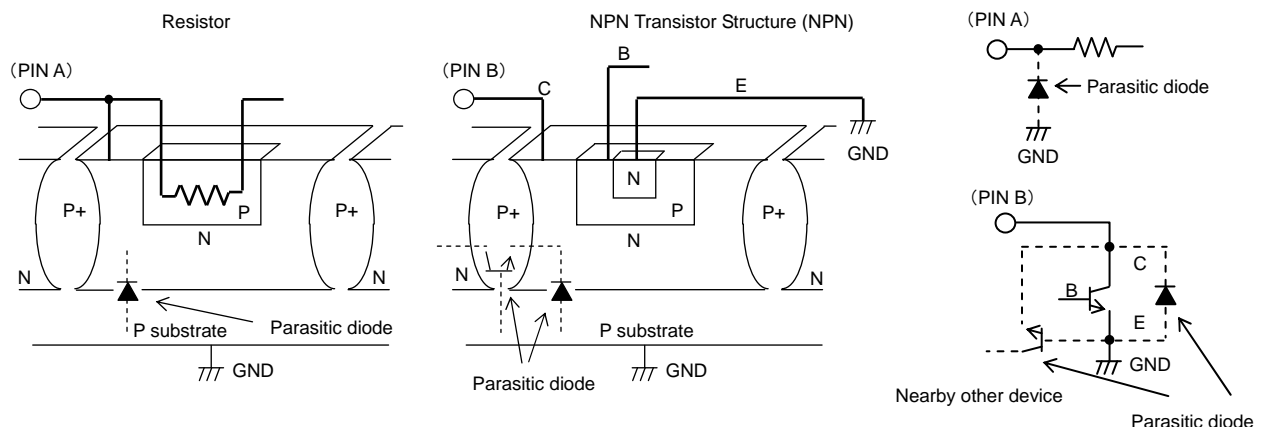 Resistor
(PIN A)
P+
P
P+
N
N
N
P substrate
Parasitic diode
GND
NPN Transistor Structure (NPN)
(PIN B)
B
C
E
GND
N
P+
P
P+
N
N
N
P substrate
Parasitic diode
GND
(PIN A)
Parasitic diode
GND
(PIN B)
C
B
E
GND
Nearby other device
Parasitic diode